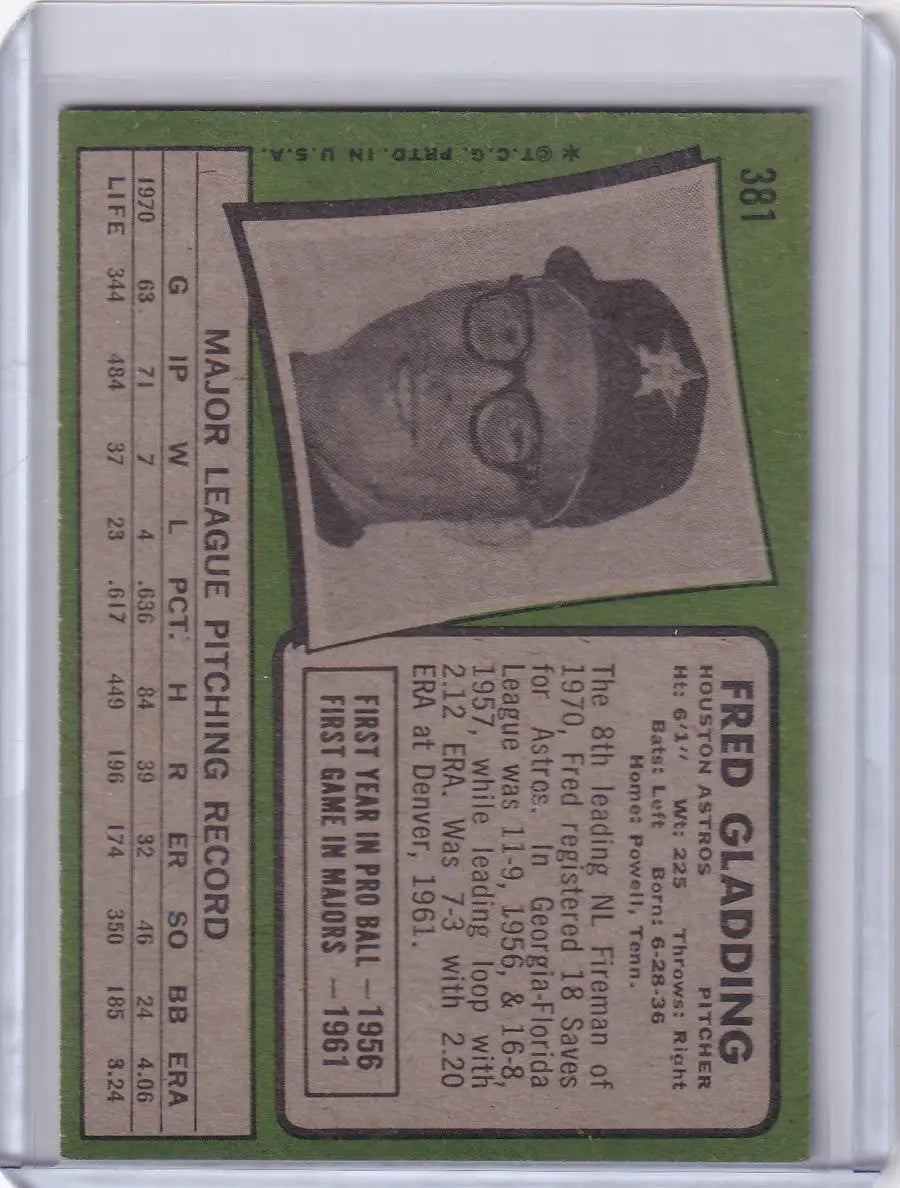 381
FRED GLADDING
HOUSTON ASTROS PITCHER
Ht: 6'1" Wt: 225 Throws: Right
Bats: Left Born: 6-28-36
Home: Powell, Tenn.
The 8th leading NL Fireman of
1970, Fred registered 18 Saves
for Astros. In Georgia-Florida
League was 11-9, 1956, & 16-8,
1957, while leading loop with
2.12 ERA. Was 7-3 with 2.20
ERA at Denver, 1961.
FIRST YEAR IN PRO BALL —1956
FIRST GAME IN MAJORS —1961
* © T.C.G. PRTD. IN U.S.A.
MAJOR LEAGUE PITCHING RECORD
G IP W L PCT. H R ER SO BB ERA
1970 63 71 7 4 .636 84 39 32 46 24 4.06
LIFE 344 484 37 23 .617 449 196 174 350 185 3.24